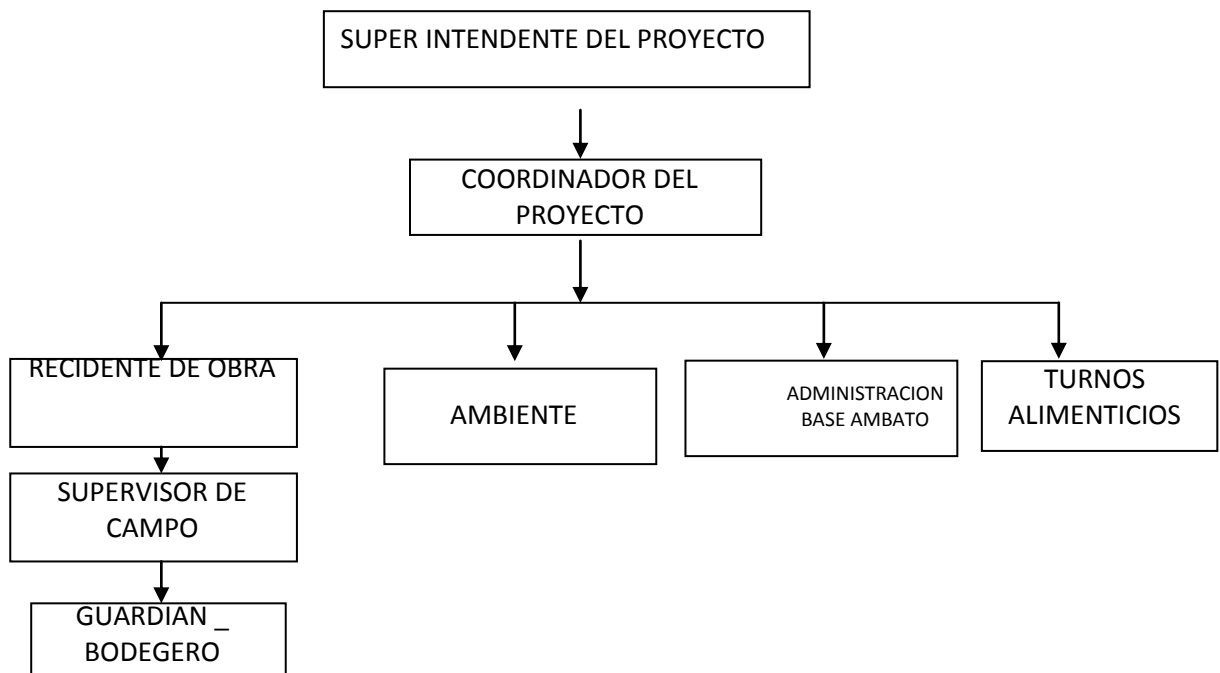 SUPER INTENDENTE DEL PROYECTO
COORDINADOR DEL
PROYECTO
RECIDENTE DE OBRA
AMBIENTE
ADMINISTRACION
BASE AMBATO
TURNOS
ALIMENTICIOS
SUPERVISOR DE
CAMPO
GUARDIAN _
BODEGERO